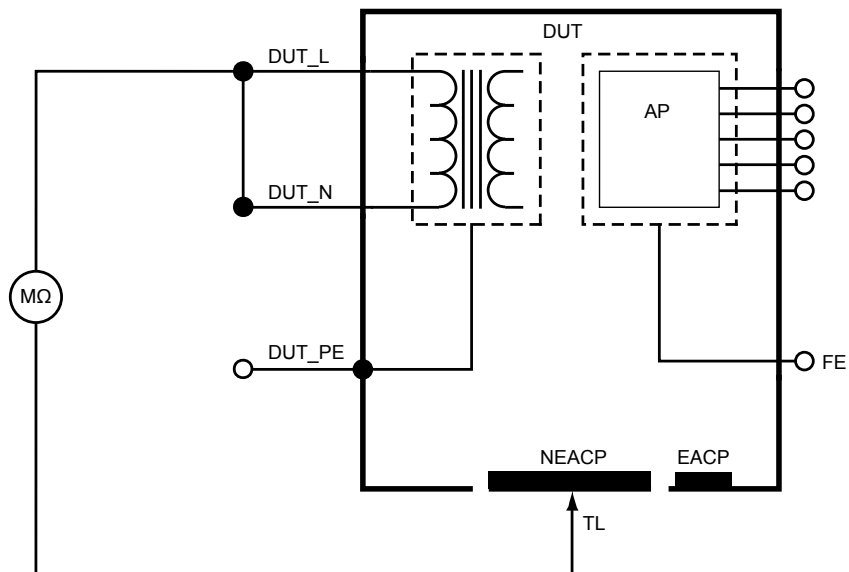 DUT
DUT_L
AP
DUT_N
MΩ
DUT_PE
FE
NEACP
EACP
TL